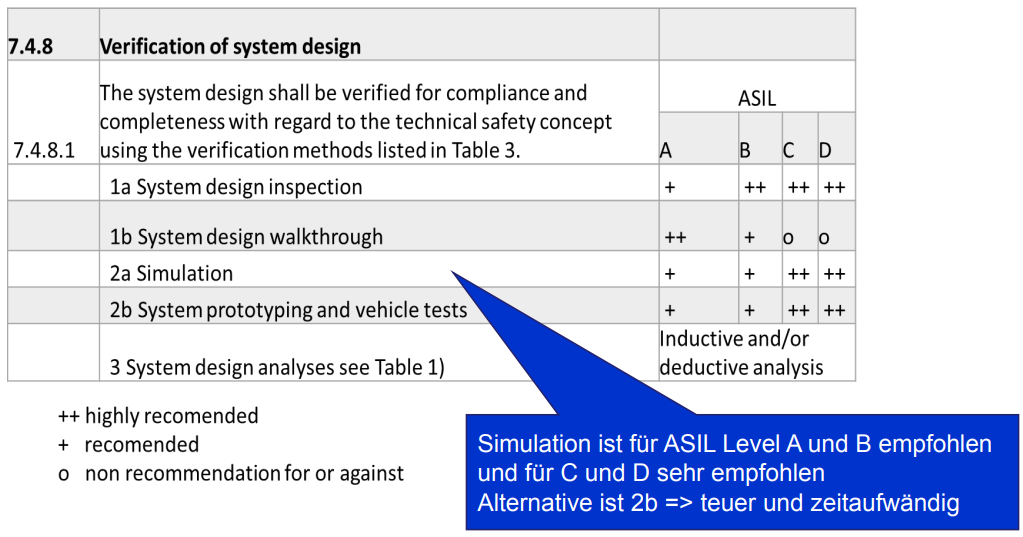 7.4.8 Verification of system design
The system design shall be verified for compliance and
completeness with regard to the technical safety concept
7.4.8.1 using the verification methods listed in Table 3.
ASIL
A B C D
1a System design inspection + ++ ++ ++
1b System design walkthrough ++ + o o
2a Simulation + + ++ ++
2b System prototyping and vehicle tests + + ++ ++
3 System design analyses see Table 1)
Inductive and/or
deductive analysis
++ highly recomended
+ recomended
o non recommendation for or against
Simulation ist für ASIL Level A und B empfohlen
und für C und D sehr empfohlen
Alternative ist 2b => teuer und zeitaufwändig